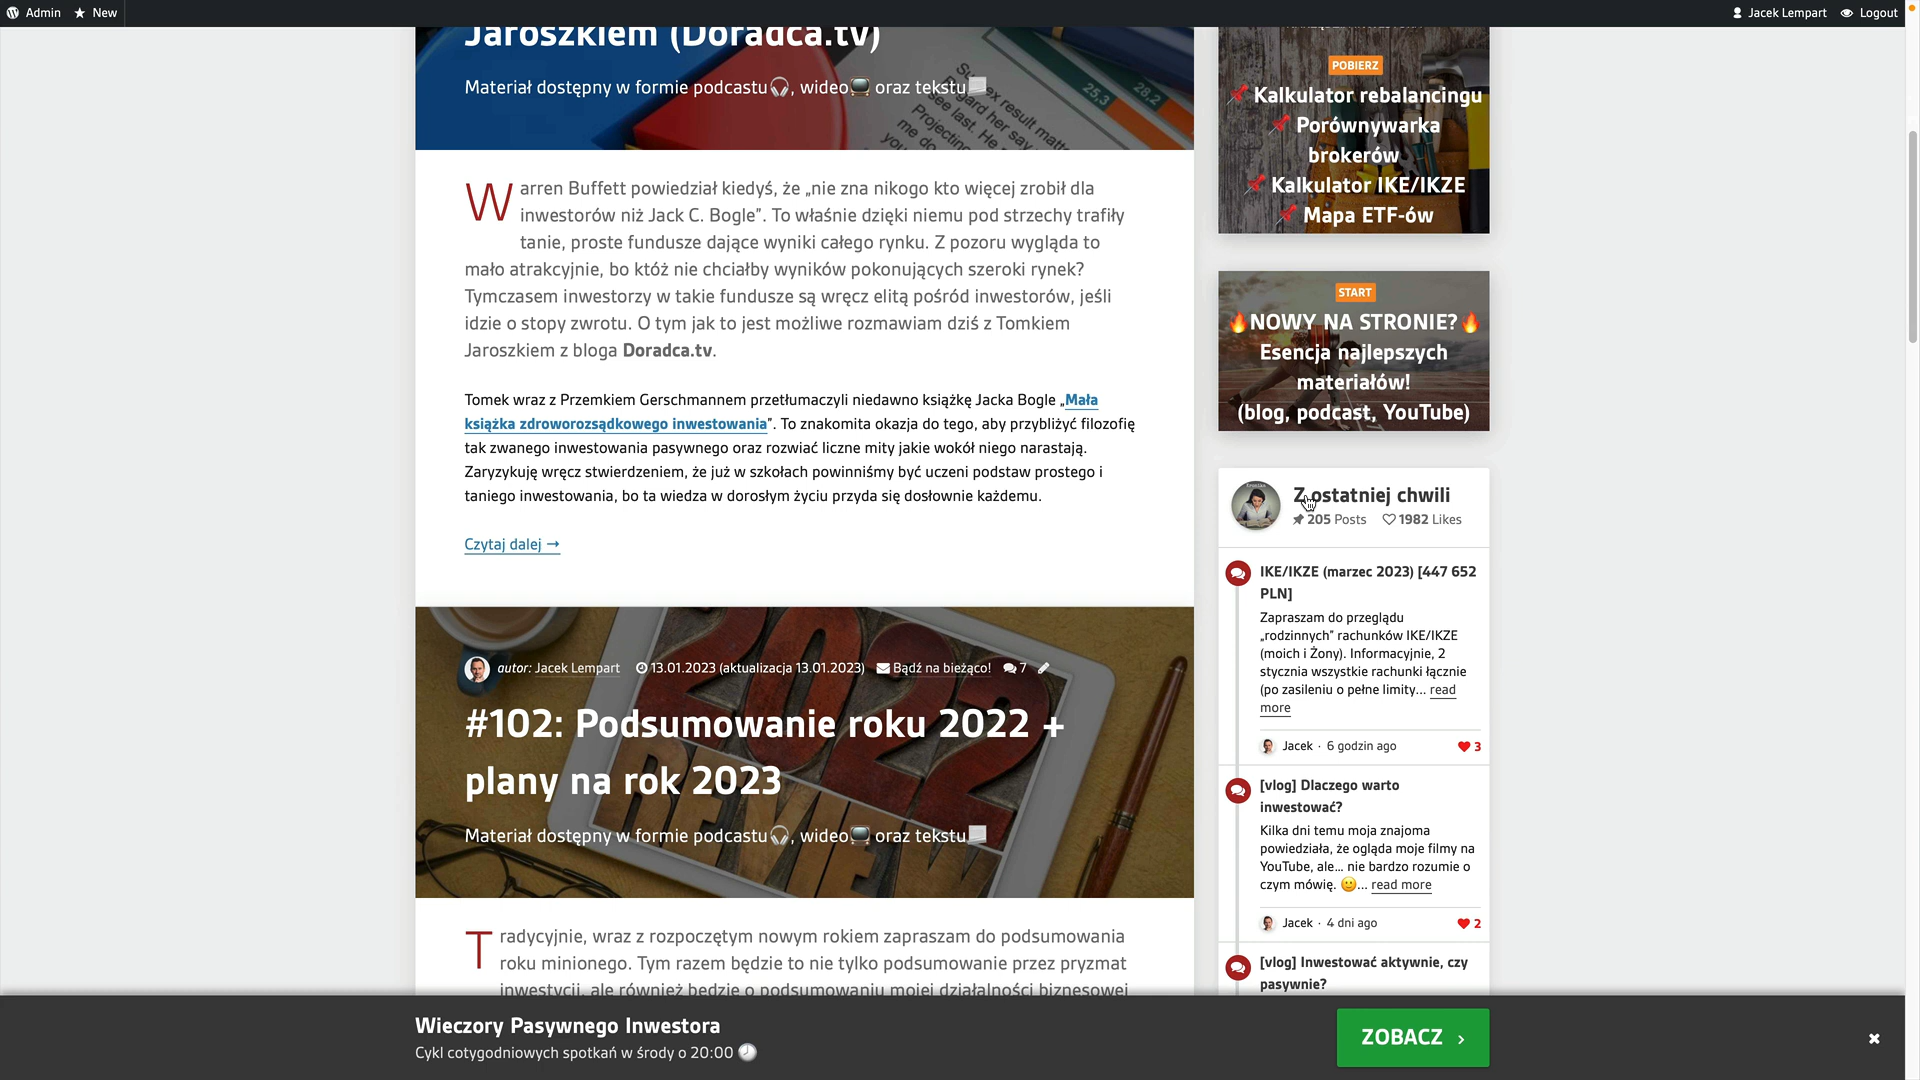 Admin New
Jacek Lempart Logout
Jaroszkiem (Doradca.tv)
Materiał dostępny w formie podcastu🎧, wideo📺 oraz tekstu
arren Buffett powiedział kiedyś, że „nie zna nikogo kto więcej zrobił dla
W inwestorów niż Jack C. Bogle”. To właśnie dzięki niemu pod strzechy trafiły
tanie, proste fundusze dające wyniki całego rynku. Z pozoru wygląda to
mało atrakcyjnie, bo któż nie chciałby wyników pokonujących szeroki rynek?
Tymczasem inwestorzy w takie fundusze są wręcz elitą pośród inwestorów, jeśli
idzie o stopy zwrotu. O tym jak to jest możliwe rozmawiam dziś z Tomkiem
Jaroszkiem z bloga Doradca.tv.
Tomek wraz z Przemkiem Gerschmannem przetłumaczyli niedawno książkę Jacka Bogle „Mała
książka zdroworozsądkowego inwestowania”. To znakomita okazja do tego, aby przybliżyć filozofię
tak zwanego inwestowania pasywnego oraz rozwiać liczne mity jakie wokół niego narastają.
Zaryzykuję wręcz stwierdzeniem, że już w szkołach powinniśmy być uczeni podstaw prostego i
taniego inwestowania, bo ta wiedza w dorosłym życiu przyda się dosłownie każdemu.
Czytaj dalej →
autor: Jacek Lempart 13.01.2023 (aktualizacja 13.01.2023) Bądź na bieżąco! 7
#102: Podsumowanie roku 2022 +
plany na rok 2023
Materiał dostępny w formie podcastu🎧, wideo📺 oraz tekstu
2022
REVIEW
T radycyjnie, wraz z rozpoczętym nowym rokiem zapraszam do podsumowania
roku minionego. Tym razem będzie to nie tylko podsumowanie przez pryzmat
inwestycji, ale również będzie o podsumowaniu mojej działalności biznesowej
POBIERZ
📌 Kalkulator rebalancingu
📌 Porównywarka
brokerów
📌 Kalkulator IKE/IKZE
📌 Mapa ETF-ów
START
🔥NOWY NA STRONIE?🔥
Esencja najlepszych
materiałów!
(blog, podcast, YouTube)
Z ostatniej chwili
205 Posts 1982 Likes
IKE/IKZE (marzec 2023) [447 652
PLN]
Zapraszam do przeglądu
„rodzinnych” rachunków IKE/IKZE
(moich i Żony). Informacyjnie, 2
stycznia wszystkie rachunki łącznie
(po zasileniu o pełne limity... read
more
Jacek · 6 godzin ago 3
[vlog] Dlaczego warto
inwestować?
Kilka dni temu moja znajoma
powiedziała, że ogląda moje filmy na
YouTube, ale... nie bardzo rozumie o
czym mówię. 🙂... read more
Jacek · 4 dni ago 2
[vlog] Inwestować aktywnie, czy
pasywnie?
Wieczory Pasywnego Inwestora
Cykl cotygodniowych spotkań w środy o 20:00 🕗
ZOBACZ ›